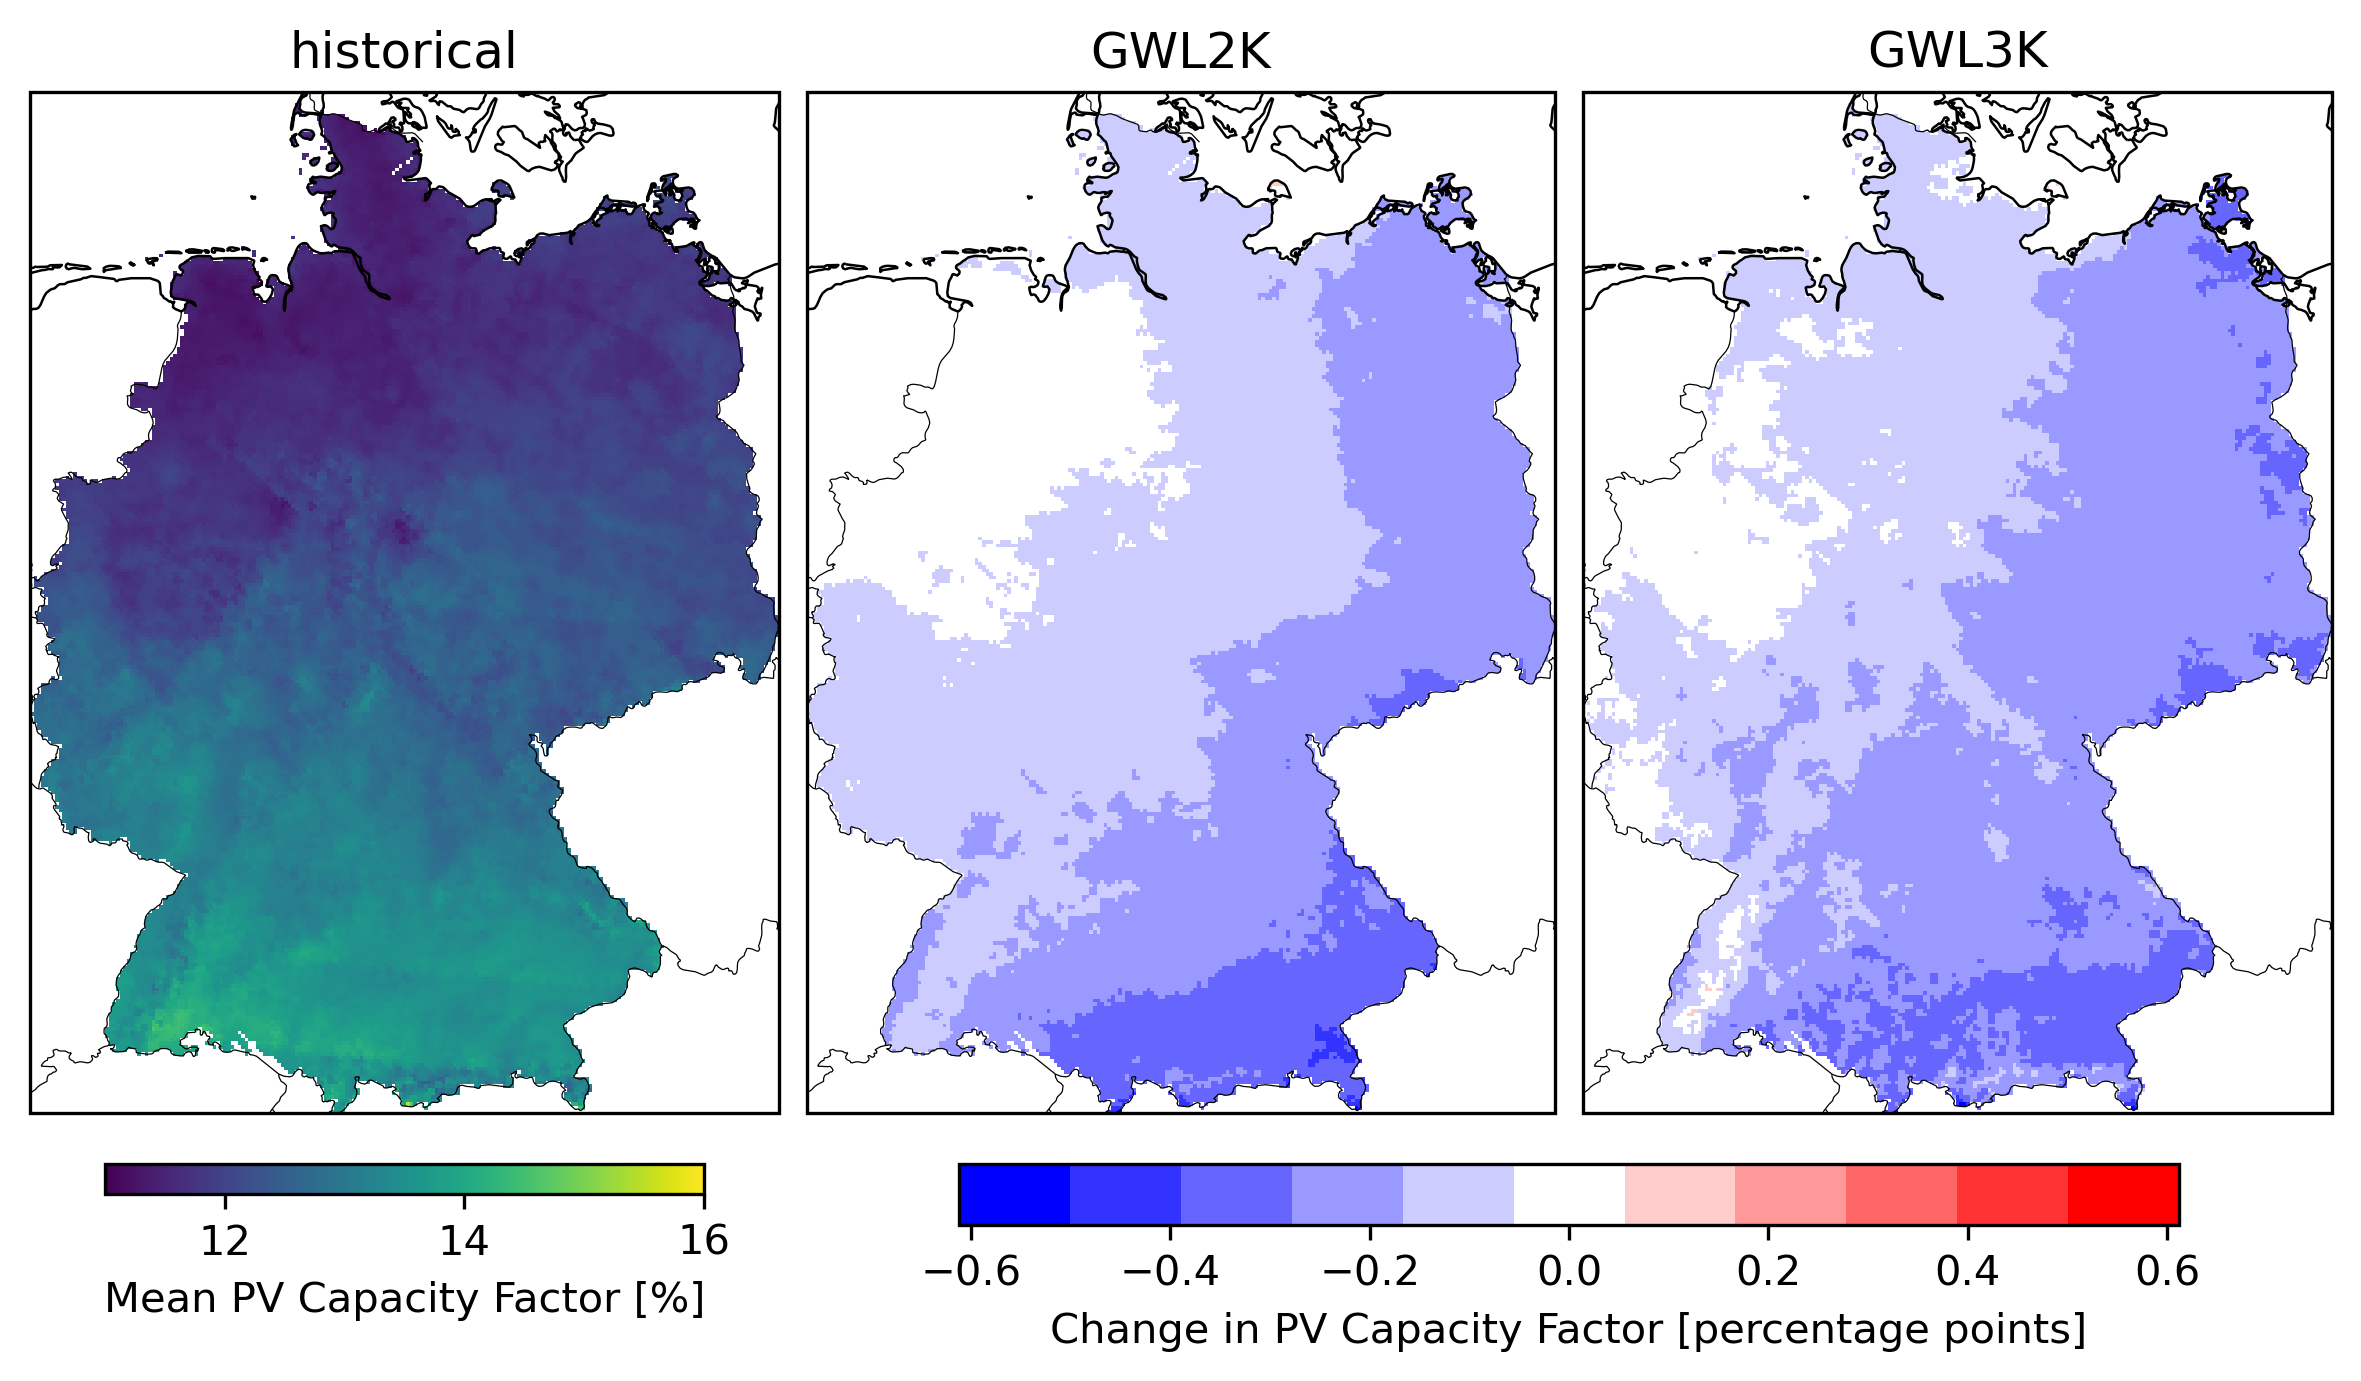 historical
GWL2K
GWL3K
12 14 16
Mean PV Capacity Factor [%]
−0.6 −0.4 −0.2 0.0 0.2 0.4 0.6
Change in PV Capacity Factor [percentage points]